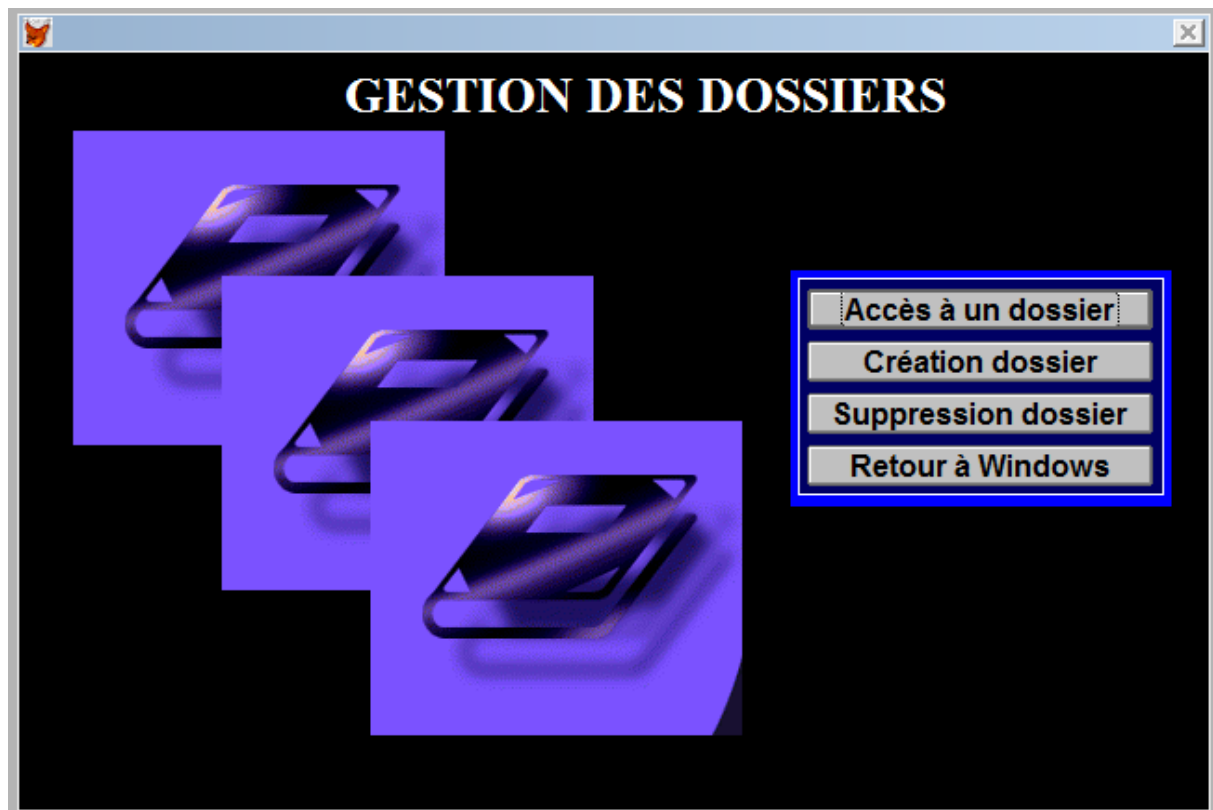 GESTION DES DOSSIERS
Accès à un dossier
Création dossier
Suppression dossier
Retour à Windows